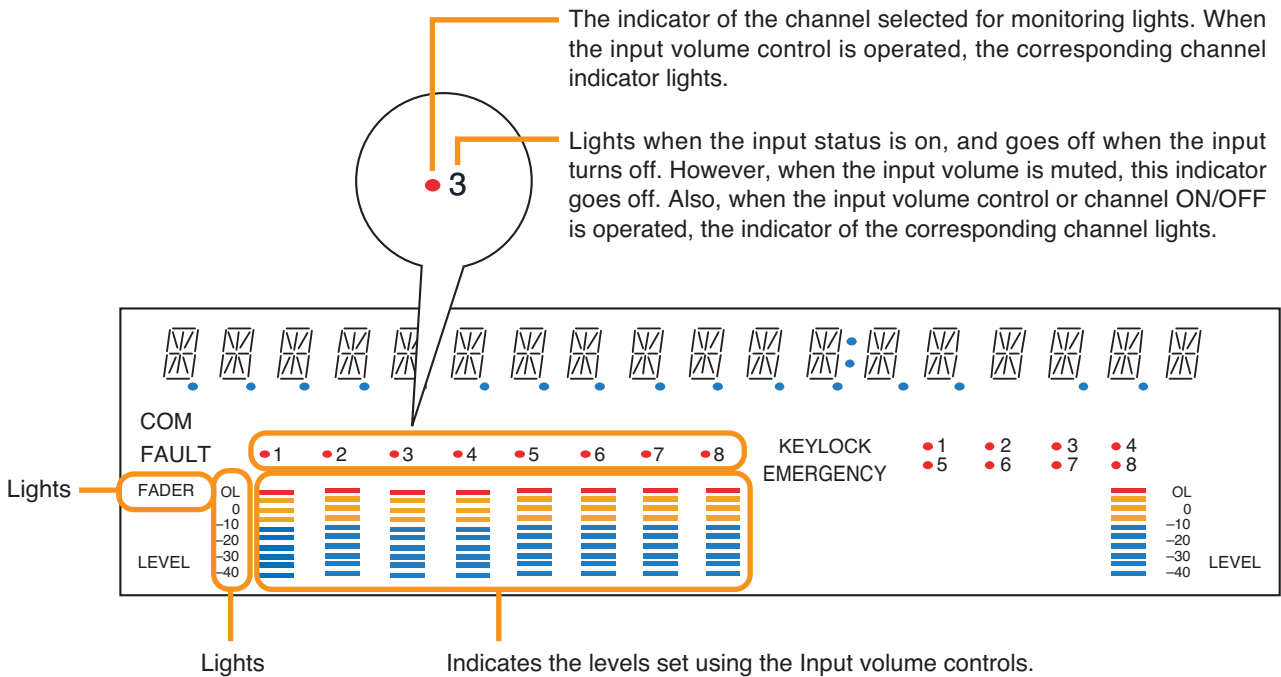 The indicator of the channel selected for monitoring lights. When
the input volume control is operated, the corresponding channel
indicator lights.
Lights when the input status is on, and goes off when the input
turns off. However, when the input volume is muted, this indicator
goes off. Also, when the input volume control or channel ON/OFF
is operated, the indicator of the corresponding channel lights.
3
COM
FAULT
1 2 3 4 5 6 7 8
KEYLOCK
EMERGENCY
1 2 3 4
5 6 7 8
Lights
FADER
LEVEL
OL
0
–10
–20
–30
–40
OL
0
–10
–20
–30
–40
LEVEL
Lights
Indicates the levels set using the Input volume controls.